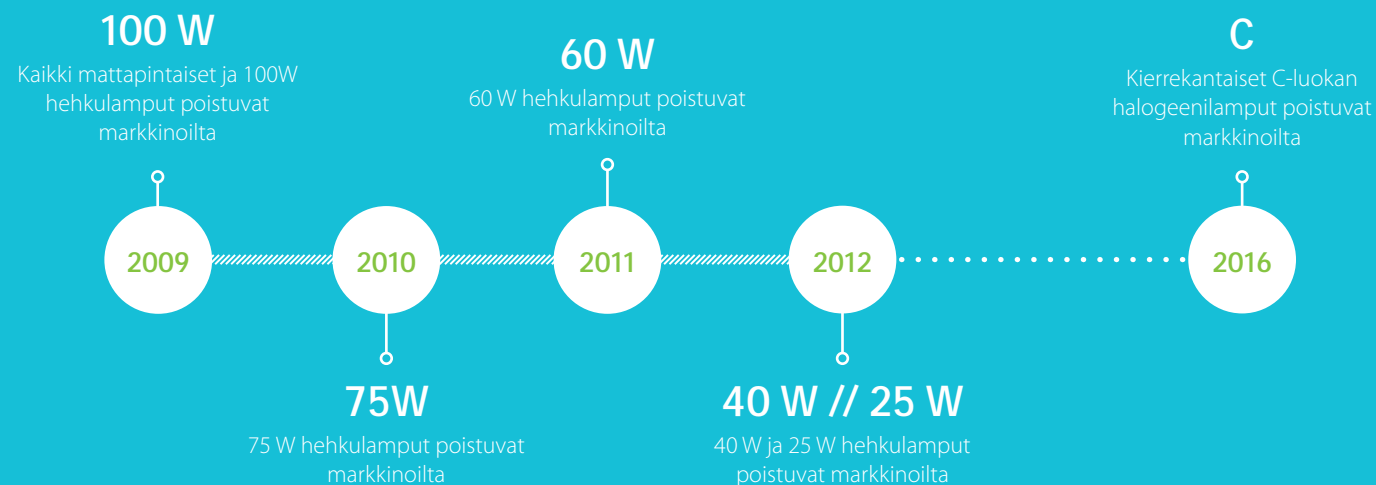 100 W
Kaikki mattapintaiset ja 100W
hehkulamput poistuvat
markkinoilta
60 W
60 W hehkulamput poistuvat
markkinoilta
C
Kierrekantaiset C-luokan
halogeenilamput poistuvat
markkinoilta
2009
2010
2011
2012
2016
75W
75 W hehkulamput poistuvat
markkinoilta
40 W // 25 W
40 W ja 25 W hehkulamput
poistuvat markkinoilta